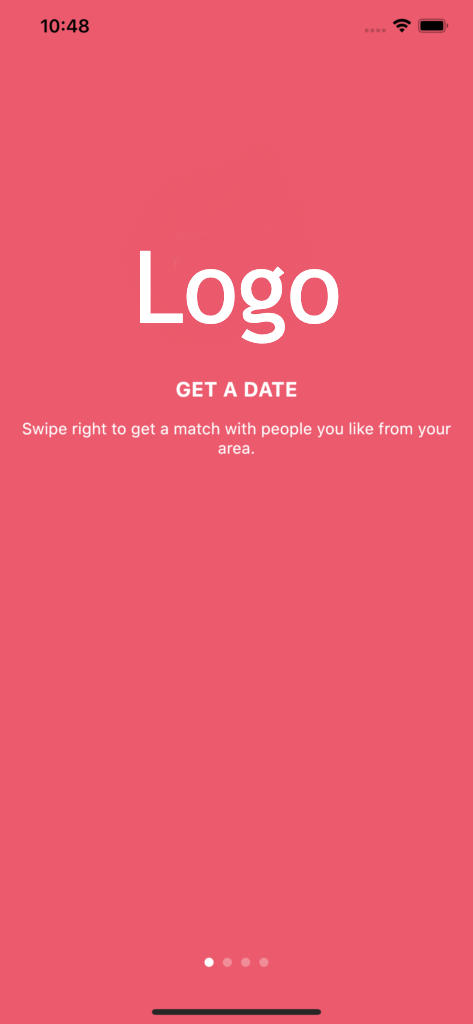 10:48
Logo
GET A DATE
Swipe right to get a match with people you like from your
area.